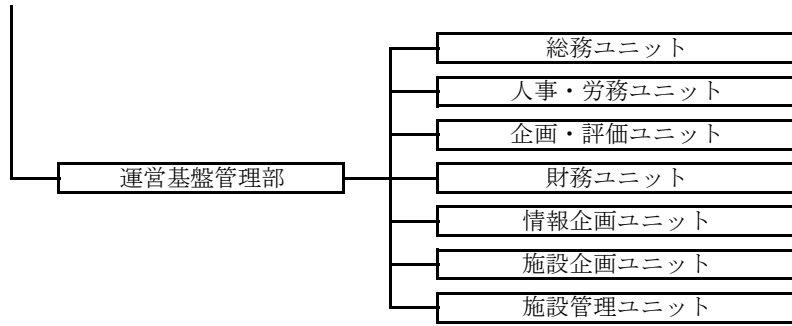 総務ユニット
人事・労務ユニット
企画・評価ユニット
運営基盤管理部
財務ユニット
情報企画ユニット
施設企画ユニット
施設管理ユニット